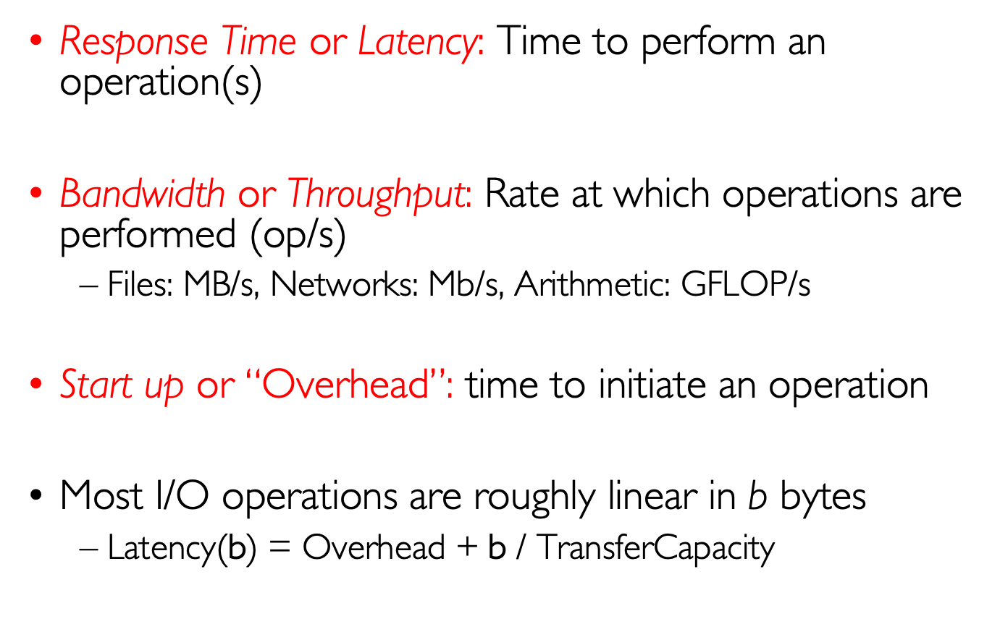 • Response Time or Latency: Time to perform an
operation(s)
• Bandwidth or Throughput: Rate at which operations are
performed (op/s)
– Files: MB/s, Networks: Mb/s, Arithmetic: GFLOP/s
• Start up or “Overhead”: time to initiate an operation
• Most I/O operations are roughly linear in b bytes
– Latency(b) = Overhead + b / TransferCapacity